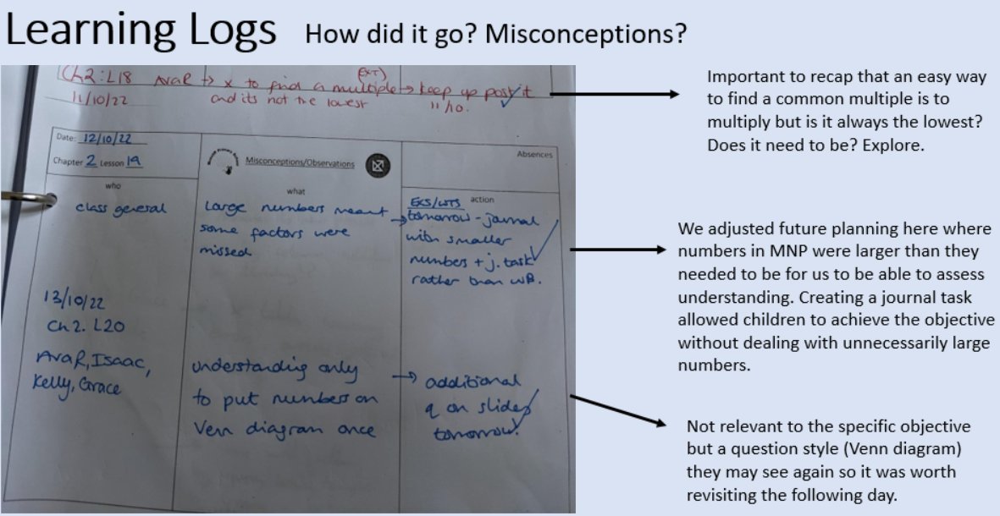 Learning Logs How did it go? Misconceptions?
Ch2:L18 AvaR → x to find a multiple → keep up post it
(EXT)
11/10/22 and its not the lowest 11/10.
Important to recap that an easy way
to find a common multiple is to
multiply but is it always the lowest?
Does it need to be? Explore.
Date: 12/10/22
Chapter 2 Lesson 19
Misconceptions/Observations
Absences
who
what
action
class general
Large numbers meant
some factors were
missed
EXS/WTS
→ tomorrow - journal
with smaller
numbers + j. task
rather than WB.
We adjusted future planning here where
numbers in MNP were larger than they
needed to be for us to be able to assess
understanding. Creating a journal task
allowed children to achieve the objective
without dealing with unnecessarily large
numbers.
13/10/22
Ch2. L20
AvaR, Isaac,
Kelly, Grace
understanding only
to put numbers on
Venn diagram once
→ additional
q on slides
tomorrow.
Not relevant to the specific objective
but a question style (Venn diagram)
they may see again so it was worth
revisiting the following day.